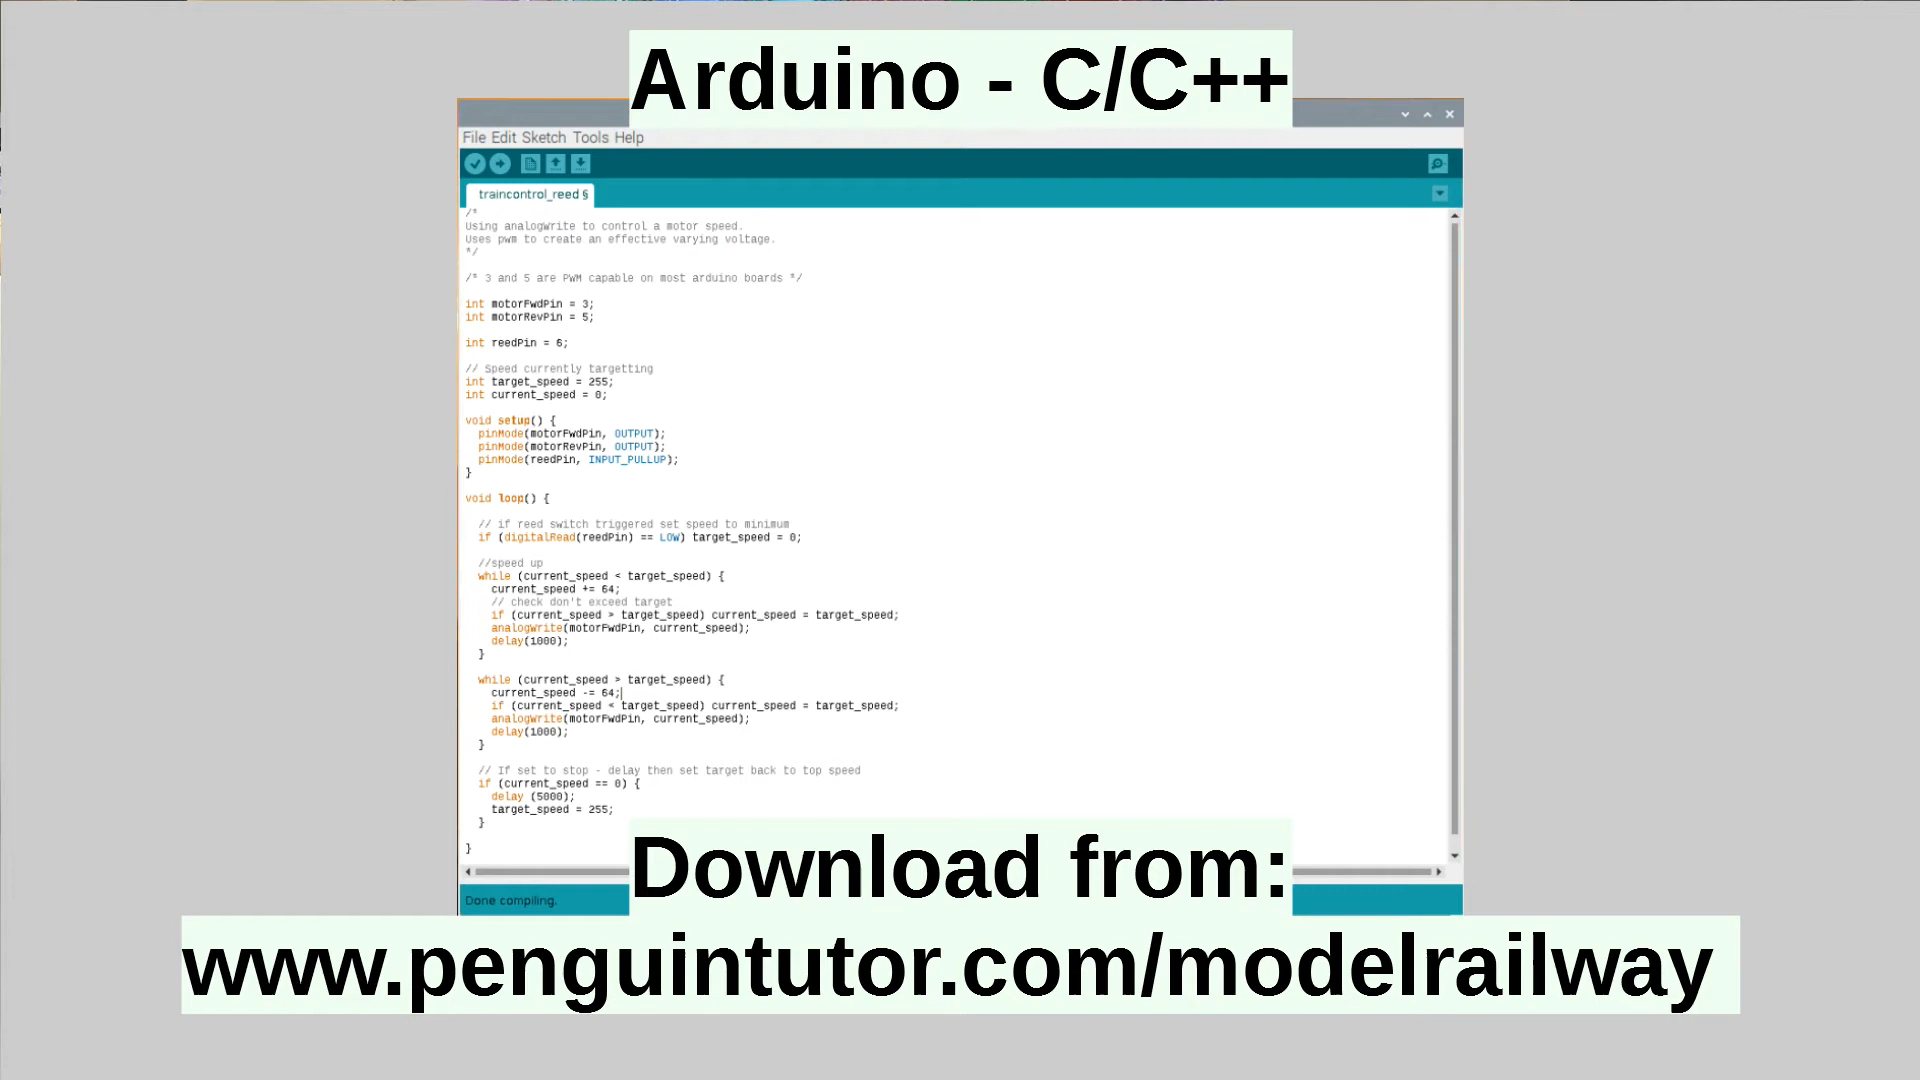 Arduino - C/C++
File Edit Sketch Tools Help
traincontrol_reed §
/*
Using analogWrite to control a motor speed.
Uses pwm to create an effective varying voltage.
*/
/* 3 and 5 are PWM capable on most arduino boards */
int motorFwdPin = 3;
int motorRevPin = 5;
int reedPin = 6;
// Speed currently targetting
int target_speed = 255;
int current_speed = 0;
void setup() {
pinMode(motorFwdPin, OUTPUT);
pinMode(motorRevPin, OUTPUT);
pinMode(reedPin, INPUT_PULLUP);
}
void loop() {
// if reed switch triggered set speed to minimum
if (digitalRead(reedPin) == LOW) target_speed = 0;
//speed up
while (current_speed < target_speed) {
current_speed += 64;
// check don't exceed target
if (current_speed > target_speed) current_speed = target_speed;
analogWrite(motorFwdPin, current_speed);
delay(1000);
}
while (current_speed > target_speed) {
current_speed -= 64;
if (current_speed < target_speed) current_speed = target_speed;
analogWrite(motorFwdPin, current_speed);
delay(1000);
}
// If set to stop - delay then set target back to top speed
if (current_speed == 0) {
delay (5000);
target_speed = 255;
}
}
Download from:
Done compiling.
www.penguintutor.com/modelrailway